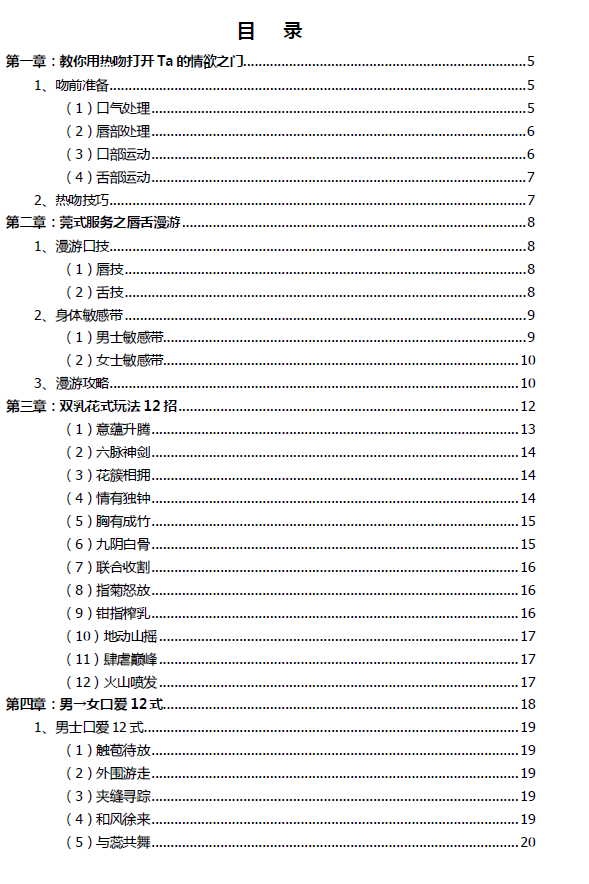 目 录
第一章：教你用热吻打开 Ta 的情欲之门........................................................5
1、吻前准备........................................................5
（1）口气处理........................................................5
（2）唇部处理........................................................6
（3）口部运动........................................................6
（4）舌部运动........................................................7
2、热吻技巧........................................................7
第二章：莞式服务之唇舌漫游........................................................8
1、漫游口技........................................................8
（1）唇技........................................................8
（2）舌技........................................................8
2、身体敏感带........................................................9
（1）男士敏感带........................................................9
（2）女士敏感带........................................................10
3、漫游攻略........................................................10
第三章：双乳花式玩法 12 招........................................................12
（1）意蕴升腾........................................................13
（2）六脉神剑........................................................14
（3）花簇相拥........................................................14
（4）情有独钟........................................................14
（5）胸有成竹........................................................15
（6）九阴白骨........................................................15
（7）联合收割........................................................16
（8）指菊怒放........................................................16
（9）钳指榨乳........................................................16
（10）地动山摇........................................................17
（11）肆虐巅峰........................................................17
（12）火山喷发........................................................17
第四章：男→女口爱 12 式........................................................18
1、男士口爱 12 式........................................................19
（1）触苞待放........................................................19
（2）外围游走........................................................19
（3）夹缝寻踪........................................................19
（4）和风徐来........................................................19
（5）与蕊共舞........................................................20